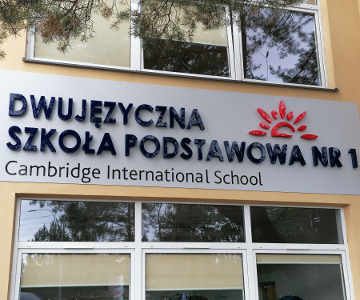 DWUJĘZYCZNA
SZKOŁA PODSTAWOWA NR 1
Cambridge International School